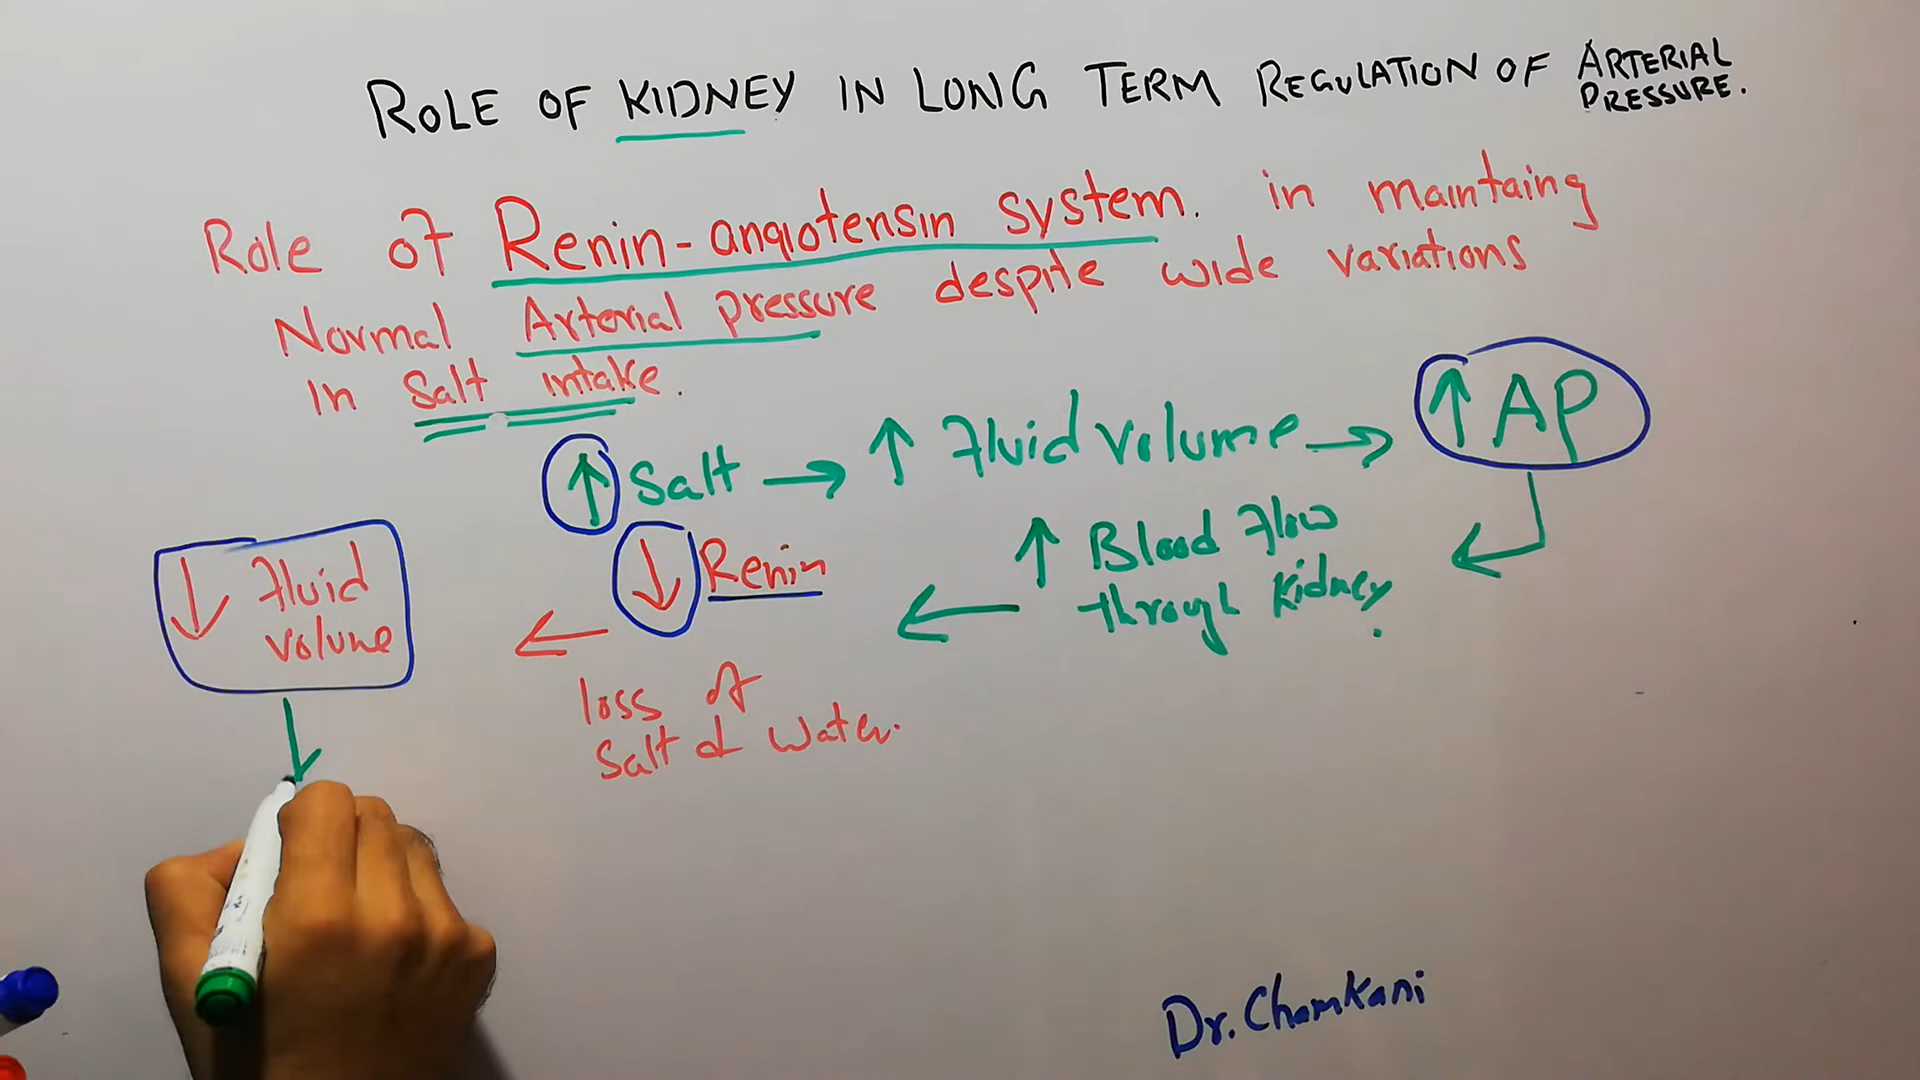 ROLE OF KIDNEY IN LONG TERM REGULATION OF ARTERIAL PRESSURE.
Role of Renin-angiotensin system. in maintaing
Normal Arterial pressure despite wide variations
In Salt intake.
↑ Salt → ↑ Fluid volume → ↑ AP
↑ Blood Flow
through Kidney.
↓ Renin
loss of
Salt & Water.
↓ Fluid
volume
Dr. Chamkani